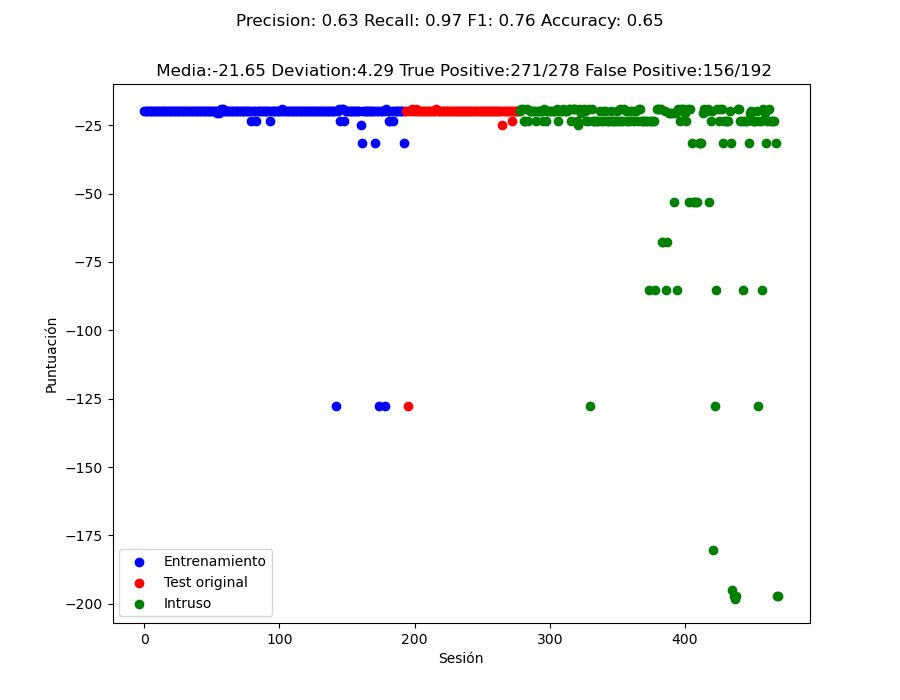 Precision: 0.63 Recall: 0.97 F1: 0.76 Accuracy: 0.65
Media:-21.65 Deviation:4.29 True Positive:271/278 False Positive:156/192
Puntuación
−25
−50
−75
−100
−125
−150
−175
−200
Entrenamiento
Test original
Intruso
0
100
200
300
400
Sesión